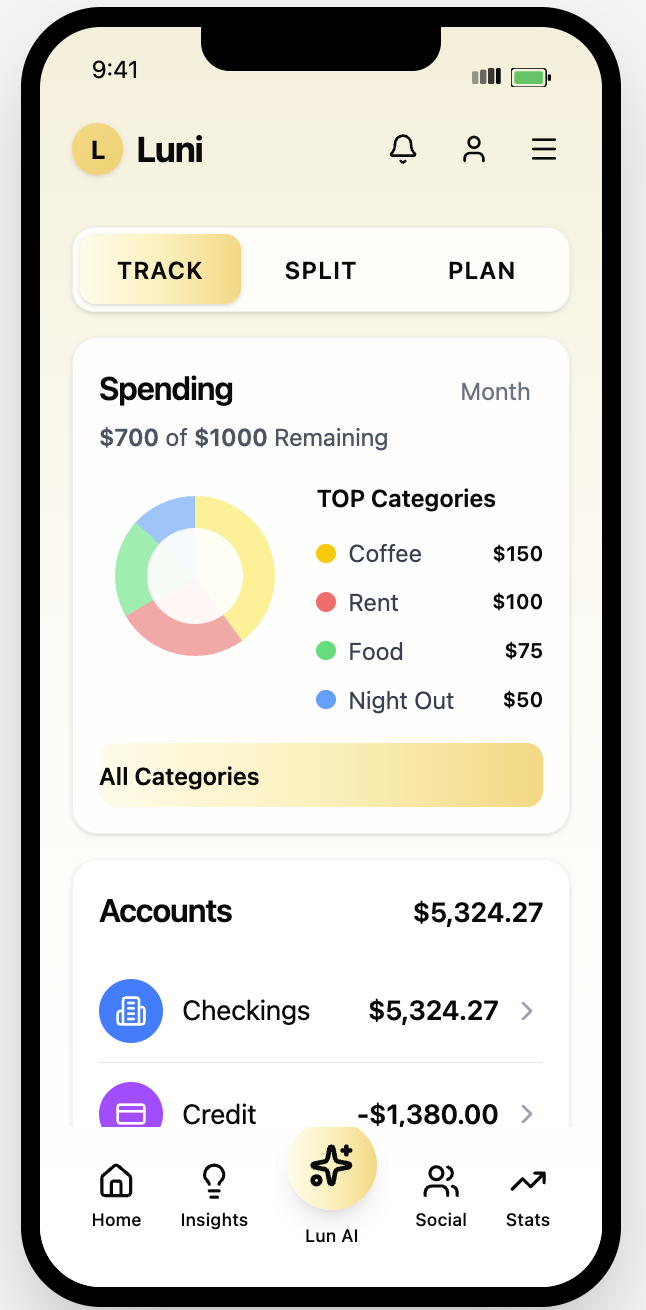 9:41
L Luni
TRACK SPLIT PLAN
Spending Month
$700 of $1000 Remaining
TOP Categories
Coffee $150
Rent $100
Food $75
Night Out $50
All Categories
Accounts $5,324.27
Checkings $5,324.27
Credit -$1,380.00
Home Insights Lun AI Social Stats